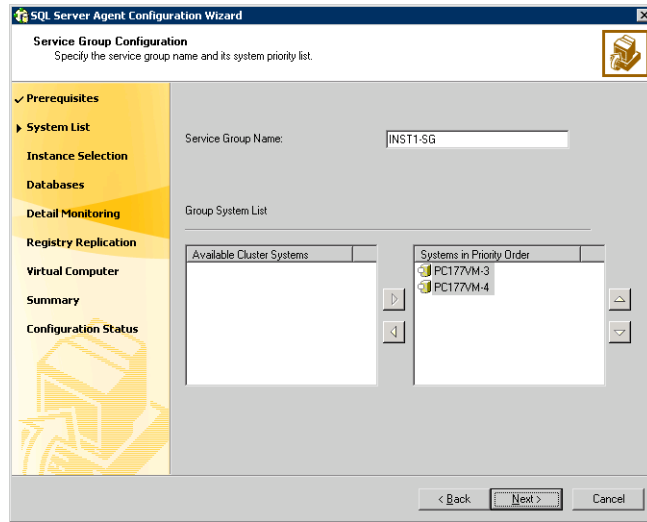 SQL Server Agent Configuration Wizard
Service Group Configuration
Specify the service group name and its system priority list.
Prerequisites
System List
Instance Selection
Databases
Detail Monitoring
Registry Replication
Virtual Computer
Summary
Configuration Status
Service Group Name:
INST1-SG
Group System List
Available Cluster Systems
Systems in Priority Order
PC177VM-3
PC177VM-4
< Back
Next >
Cancel